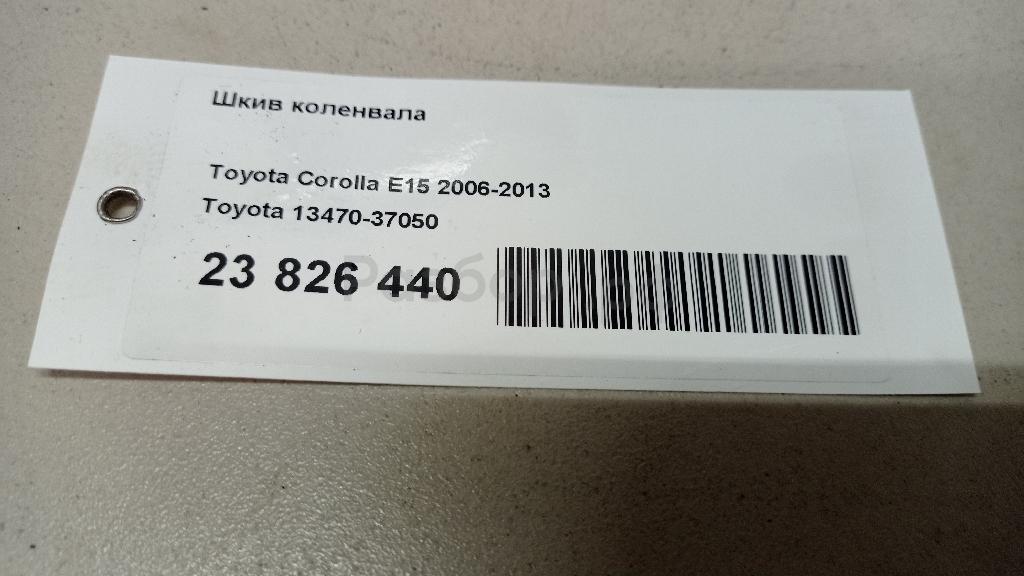 Шкив коленвала
Toyota Corolla E15 2006-2013
Toyota 13470-37050
23 826 440